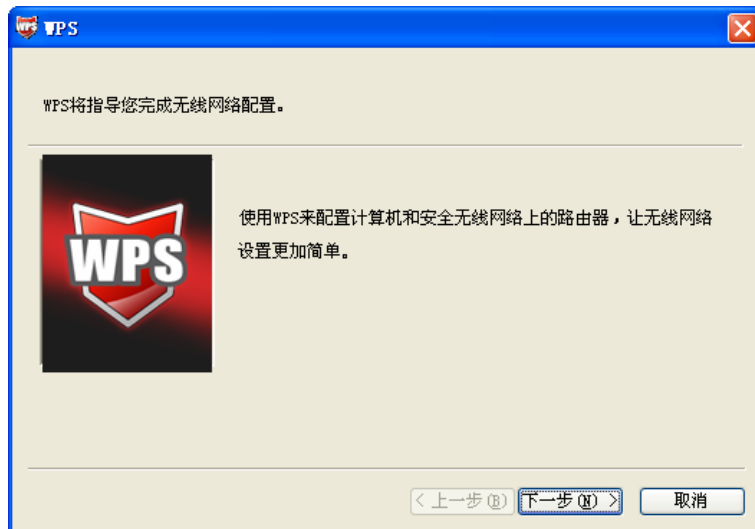 WPS
WPS将指导您完成无线网络配置。
WPS
使用WPS来配置计算机和安全无线网络上的路由器，让无线网络
设置更加简单。
< 上一步(B)
下一步(N) >
取消